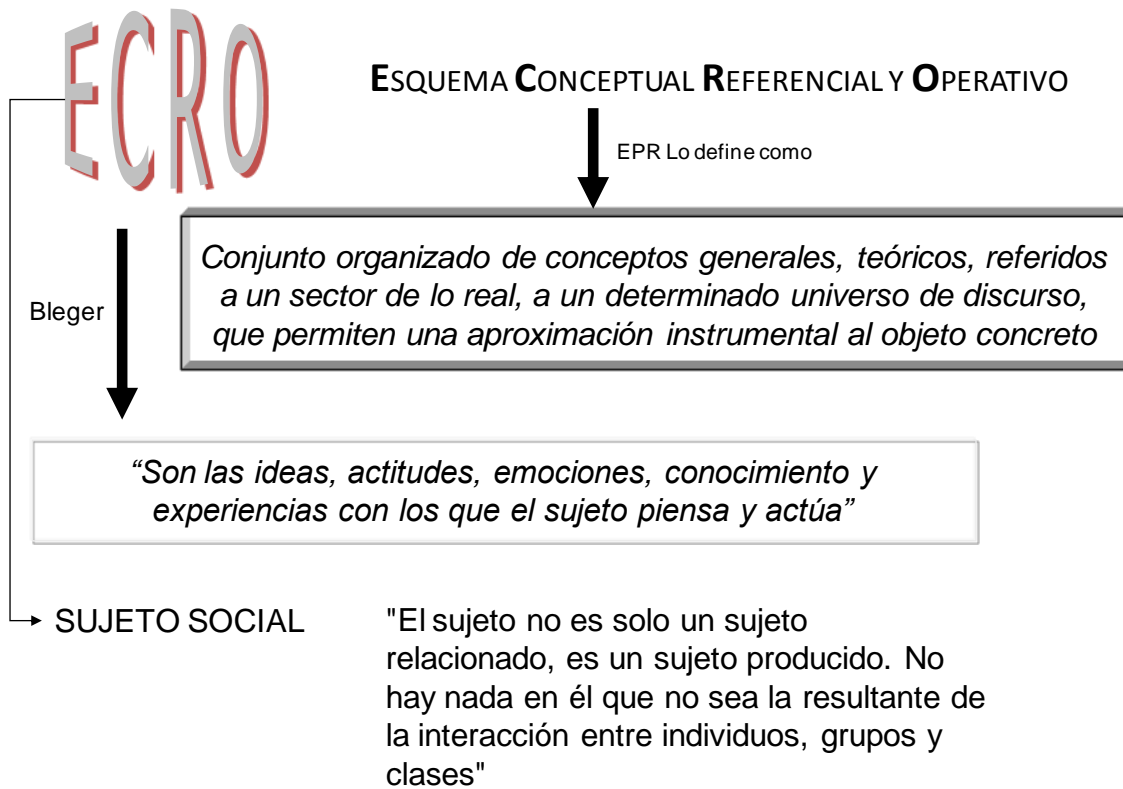 ECRO
ESQUEMA CONCEPTUAL REFERENCIAL Y OPERATIVO
EPR Lo define como
Conjunto organizado de conceptos generales, teóricos, referidos
a un sector de lo real, a un determinado universo de discurso,
que permiten una aproximación instrumental al objeto concreto
Bleger
“Son las ideas, actitudes, emociones, conocimiento y
experiencias con los que el sujeto piensa y actúa”
SUJETO SOCIAL
"El sujeto no es solo un sujeto
relacionado, es un sujeto producido. No
hay nada en él que no sea la resultante de
la interacción entre individuos, grupos y
clases"